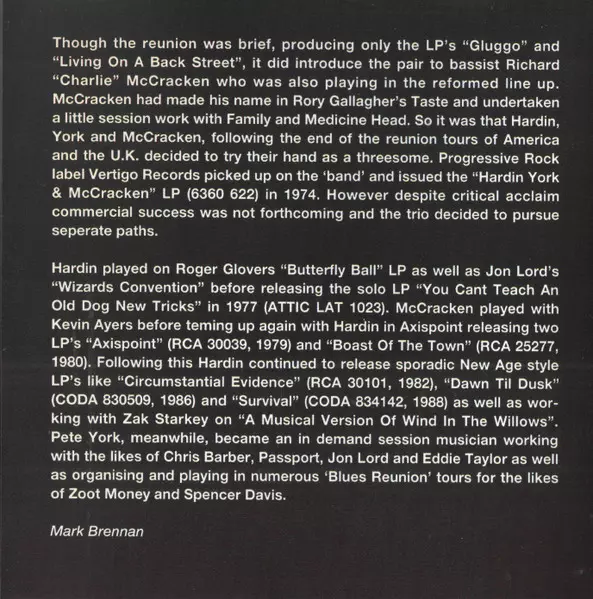 Though the reunion was brief, producing only the LP's "Gluggo" and
"Living On A Back Street", it did introduce the pair to bassist Richard
"Charlie" McCracken who was also playing in the reformed line up.
McCracken had made his name in Rory Gallagher's Taste and undertaken
a little session work with Family and Medicine Head. So it was that Hardin,
York and McCracken, following the end of the reunion tours of America
and the U.K. decided to try their hand as a threesome. Progressive Rock
label Vertigo Records picked up on the 'band' and issued the "Hardin York
& McCracken" LP (6360 622) in 1974. However despite critical acclaim
commercial success was not forthcoming and the trio decided to pursue
seperate paths.

Hardin played on Roger Glovers "Butterfly Ball" LP as well as Jon Lord's
"Wizards Convention" before releasing the solo LP "You Cant Teach An
Old Dog New Tricks" in 1977 (ATTIC LAT 1023). McCracken played with
Kevin Ayers before teming up again with Hardin in Axispoint releasing two
LP's "Axispoint" (RCA 30039, 1979) and "Boast Of The Town" (RCA 25277,
1980). Following this Hardin continued to release sporadic New Age style
LP's like "Circumstantial Evidence" (RCA 30101, 1982), "Dawn Til Dusk"
(CODA 830509, 1986) and "Survival" (CODA 834142, 1988) as well as wor-
king with Zak Starkey on "A Musical Version Of Wind In The Willows".
Pete York, meanwhile, became an in demand session musician working
with the likes of Chris Barber, Passport, Jon Lord and Eddie Taylor as well
as organising and playing in numerous 'Blues Reunion' tours for the likes
of Zoot Money and Spencer Davis.

Mark Brennan